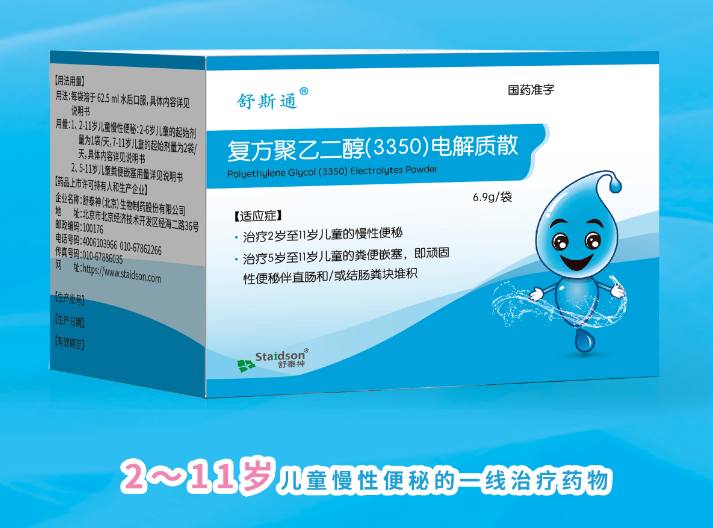 【用法用量】
用法：每袋溶于 62.5 ml 水后口服，具体内容详见
说明书
用量：1、2-11岁儿童慢性便秘：2-6岁儿童的起始剂
量为1袋/天，7-11岁儿童的起始剂量为2袋/
天，具体内容详见说明书
2、5-11岁儿童粪便嵌塞用量详见说明书
【药品上市许可持有人和生产企业】
企业名称：舒泰神（北京）生物制药股份有限公司
地 址：北京市北京经济技术开发区经海二路36号
邮政编码：100176
电话号码：4006103966 010-67862266
传真号码：010-67886035
网 址：https://www.staidson.com
【生产批号】
【生产日期】
【有效期至】
舒斯通®
国药准字
复方聚乙二醇(3350)电解质散
Polyethylene Glycol (3350) Electrolytes Powder
6.9g/袋
【适应症】
· 治疗2岁至11岁儿童的慢性便秘
· 治疗5岁至11岁儿童的粪便嵌塞，即顽固
性便秘伴直肠和/或结肠粪块堆积
Staidson®
舒泰神
2～11岁儿童慢性便秘的一线治疗药物